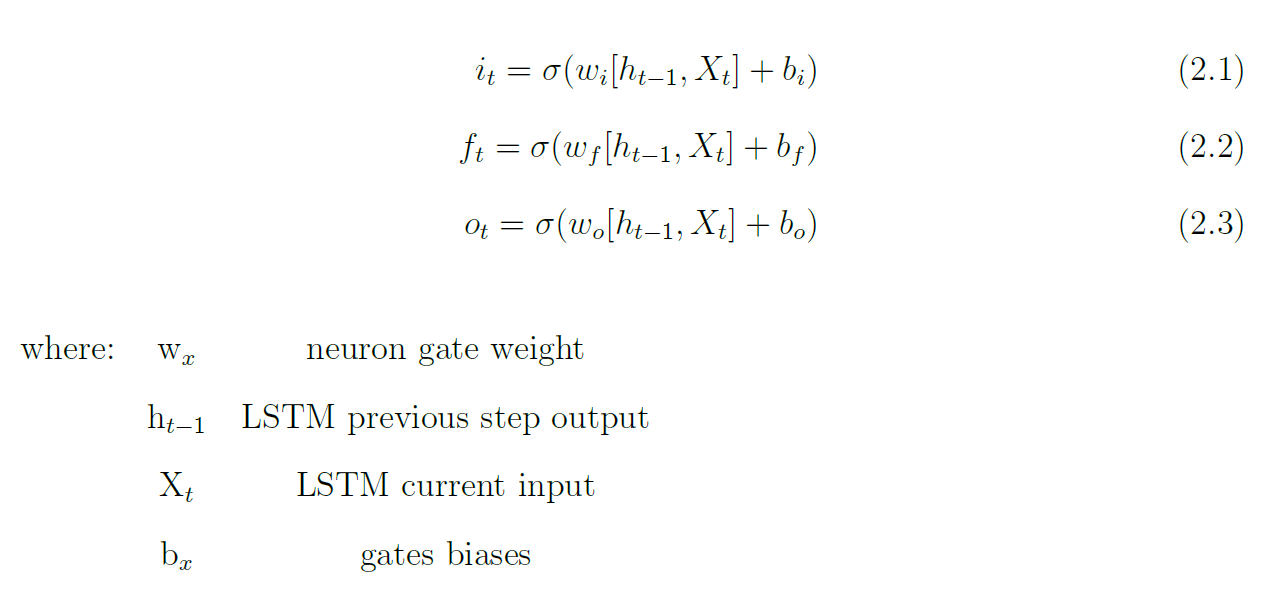 i_t = σ(w_i[h_{t−1}, X_t] + b_i) (2.1)
f_t = σ(w_f[h_{t−1}, X_t] + b_f) (2.2)
o_t = σ(w_o[h_{t−1}, X_t] + b_o) (2.3)
where: w_x neuron gate weight
h_{t−1} LSTM previous step output
X_t LSTM current input
b_x gates biases